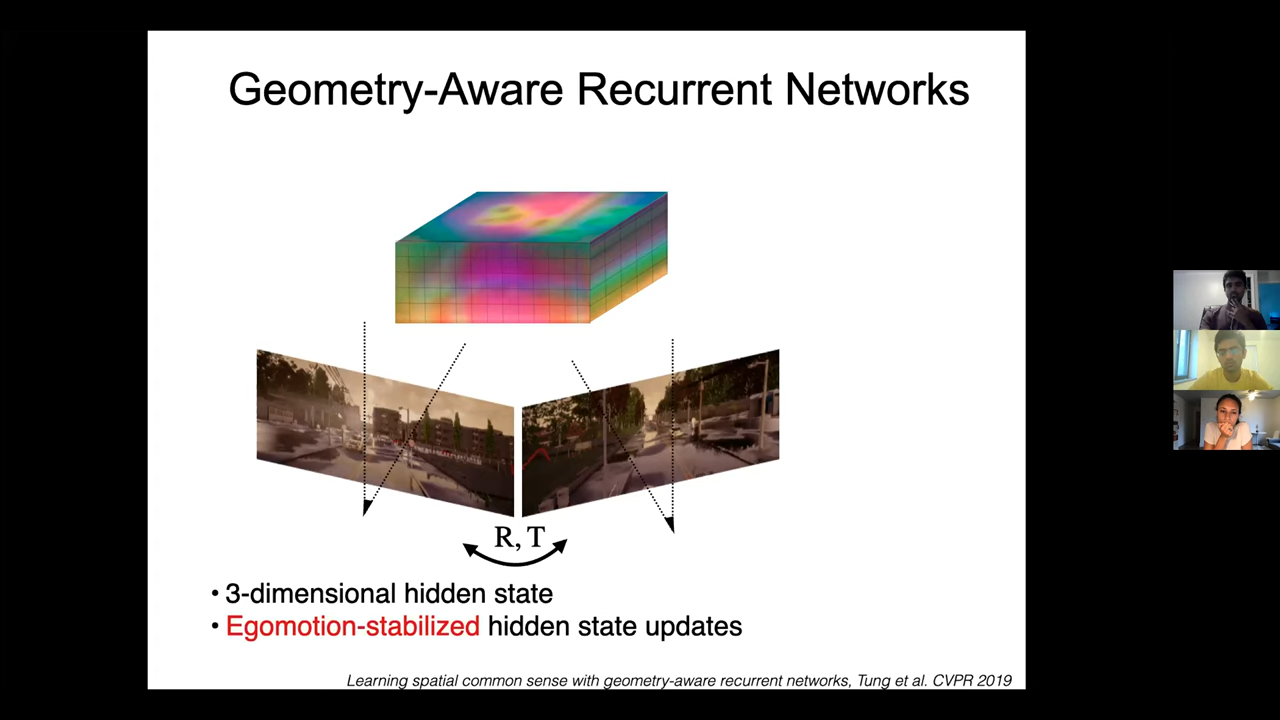 Geometry-Aware Recurrent Networks
R, T
• 3-dimensional hidden state
• Egomotion-stabilized hidden state updates
Learning spatial common sense with geometry-aware recurrent networks, Tung et al. CVPR 2019